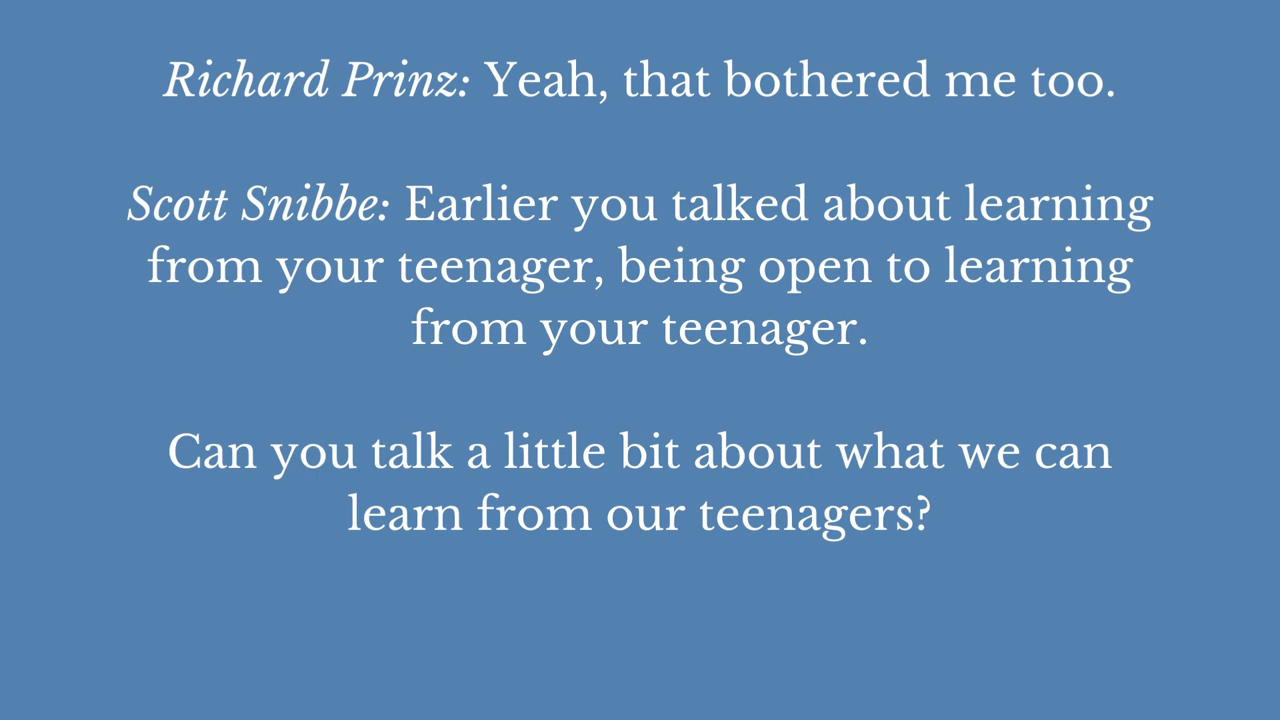 Richard Prinz: Yeah, that bothered me too.
Scott Snibbe: Earlier you talked about learning
from your teenager, being open to learning
from your teenager.
Can you talk a little bit about what we can
learn from our teenagers?